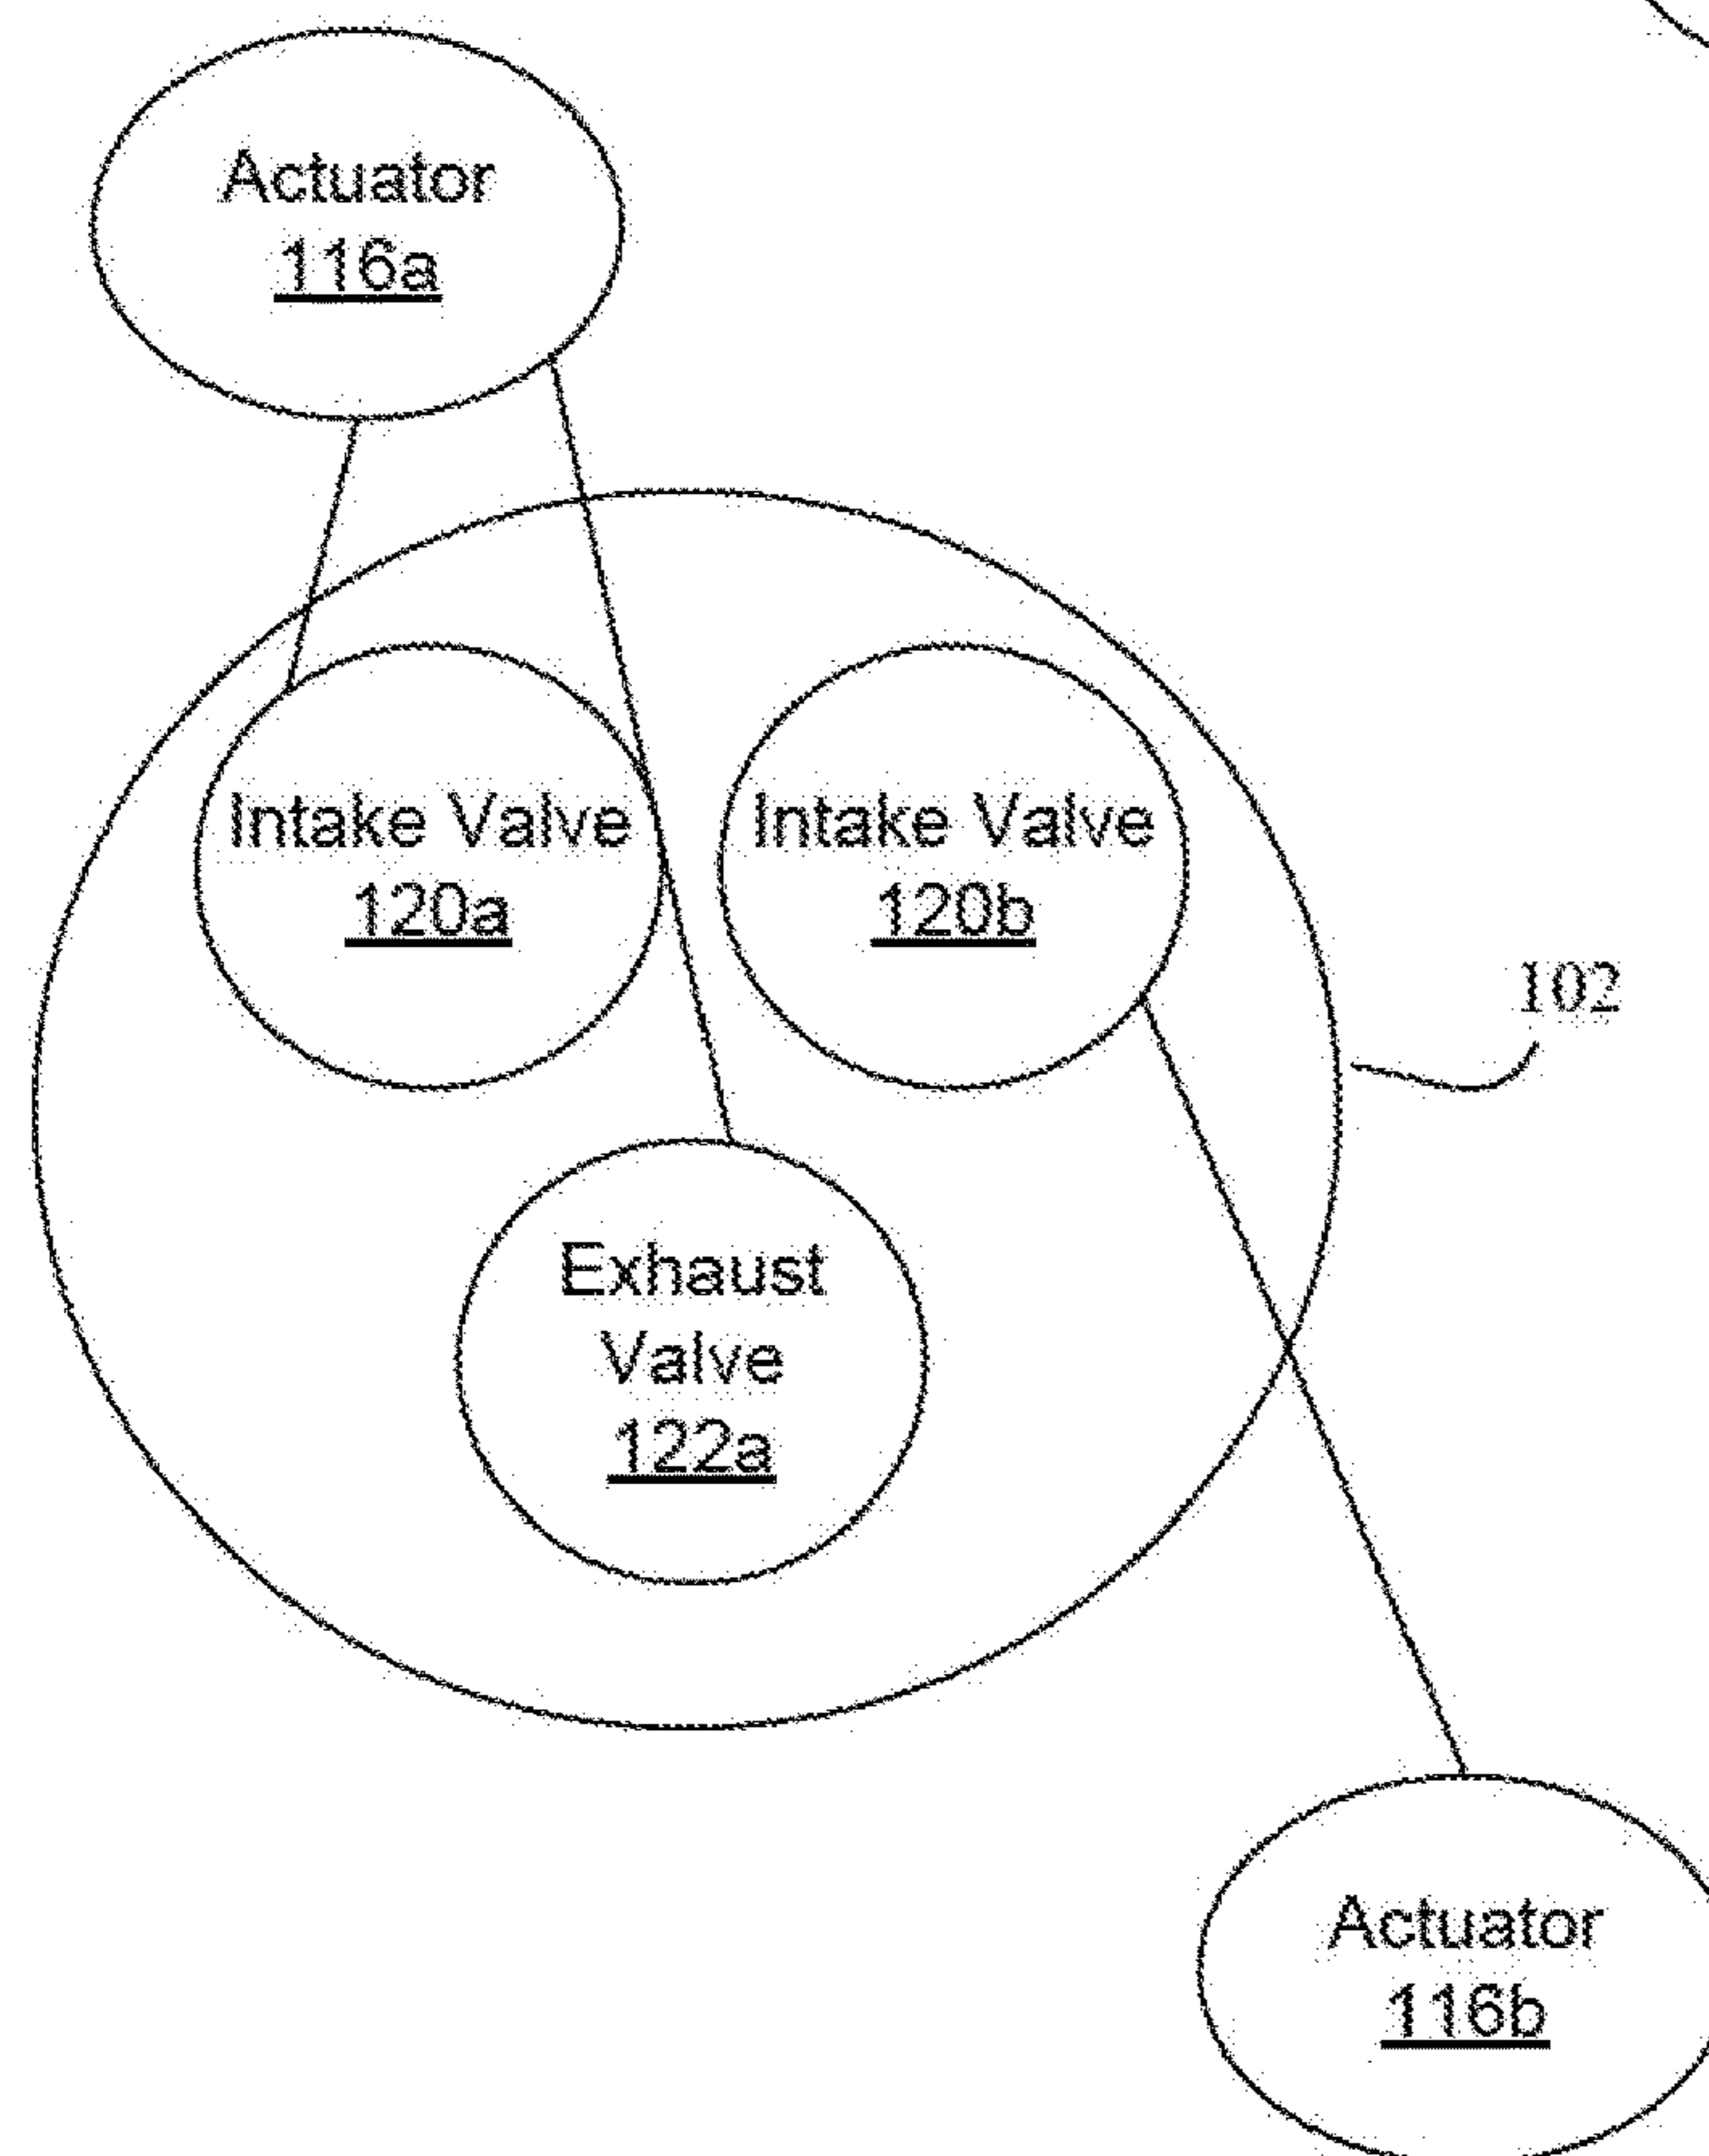 Actuator
116a
Intake Valve
120a
Intake Valve
120b
102
Exhaust
Valve
122a
Actuator
116b